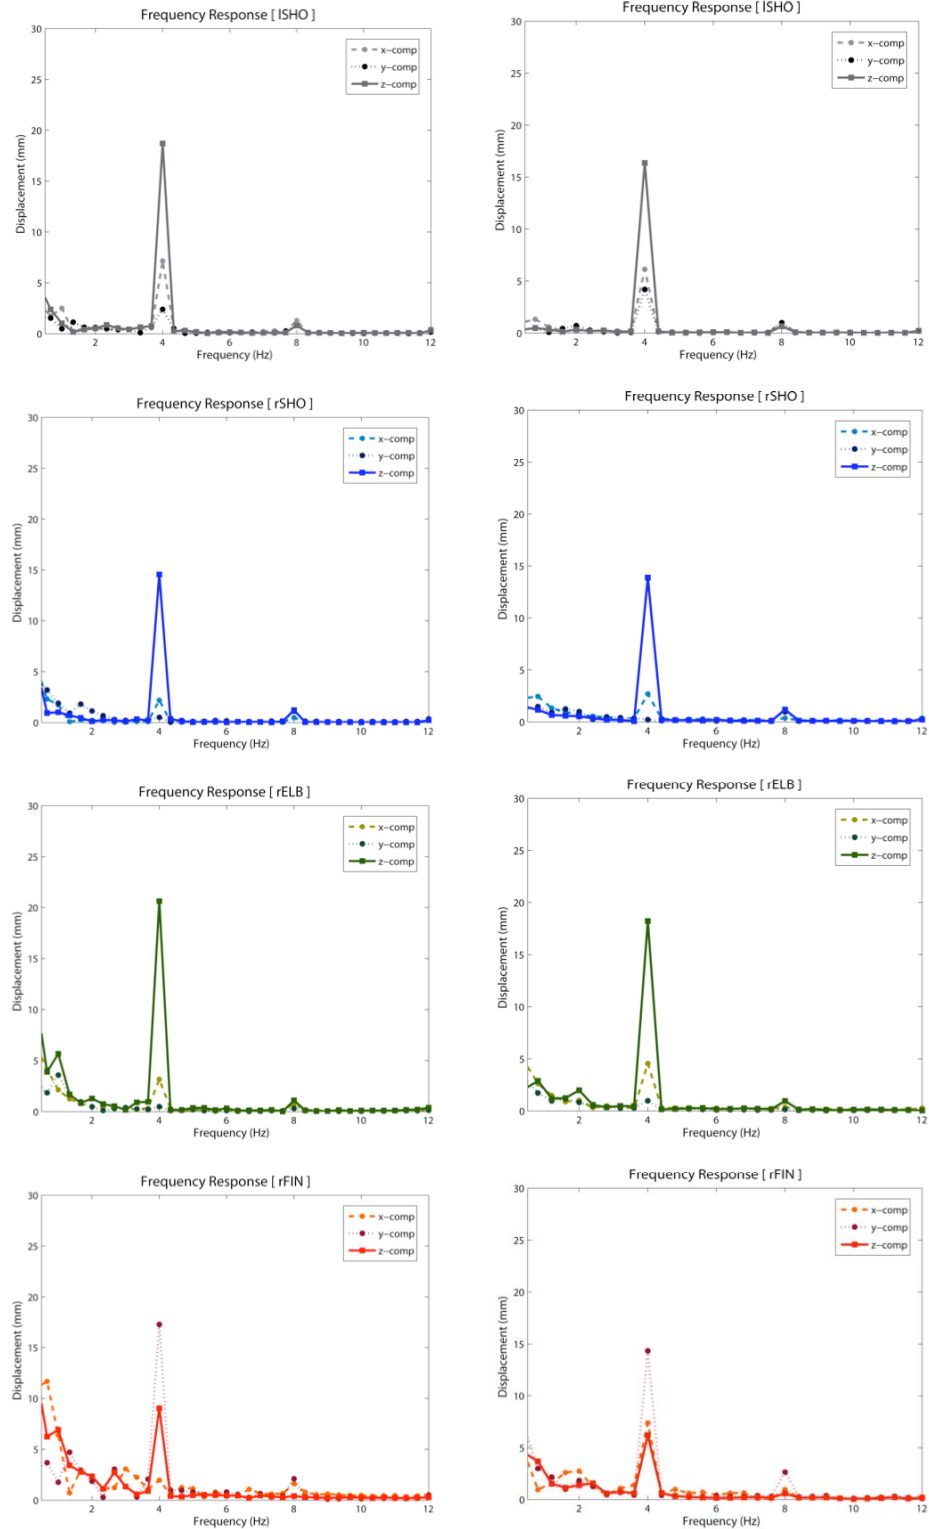 Frequency Response [ lSHO ]
30
25
20
15
10
5
0
Displacement (mm)
x-comp
y-comp
z-comp
2 4 6 8 10 12
Frequency (Hz)
Frequency Response [ lSHO ]
30
25
20
15
10
5
0
Displacement (mm)
x-comp
y-comp
z-comp
2 4 6 8 10 12
Frequency (Hz)
Frequency Response [ rSHO ]
30
25
20
15
10
5
0
Displacement (mm)
x-comp
y-comp
z-comp
2 4 6 8 10 12
Frequency (Hz)
Frequency Response [ rSHO ]
30
25
20
15
10
5
0
Displacement (mm)
x-comp
y-comp
z-comp
2 4 6 8 10 12
Frequency (Hz)
Frequency Response [ rELB ]
30
25
20
15
10
5
0
Displacement (mm)
x-comp
y-comp
z-comp
2 4 6 8 10 12
Frequency (Hz)
Frequency Response [ rELB ]
30
25
20
15
10
5
0
Displacement (mm)
x-comp
y-comp
z-comp
2 4 6 8 10 12
Frequency (Hz)
Frequency Response [ rFIN ]
30
25
20
15
10
5
0
Displacement (mm)
x-comp
y-comp
z-comp
2 4 6 8 10 12
Frequency (Hz)
Frequency Response [ rFIN ]
30
25
20
15
10
5
0
Displacement (mm)
x-comp
y-comp
z-comp
2 4 6 8 10 12
Frequency (Hz)